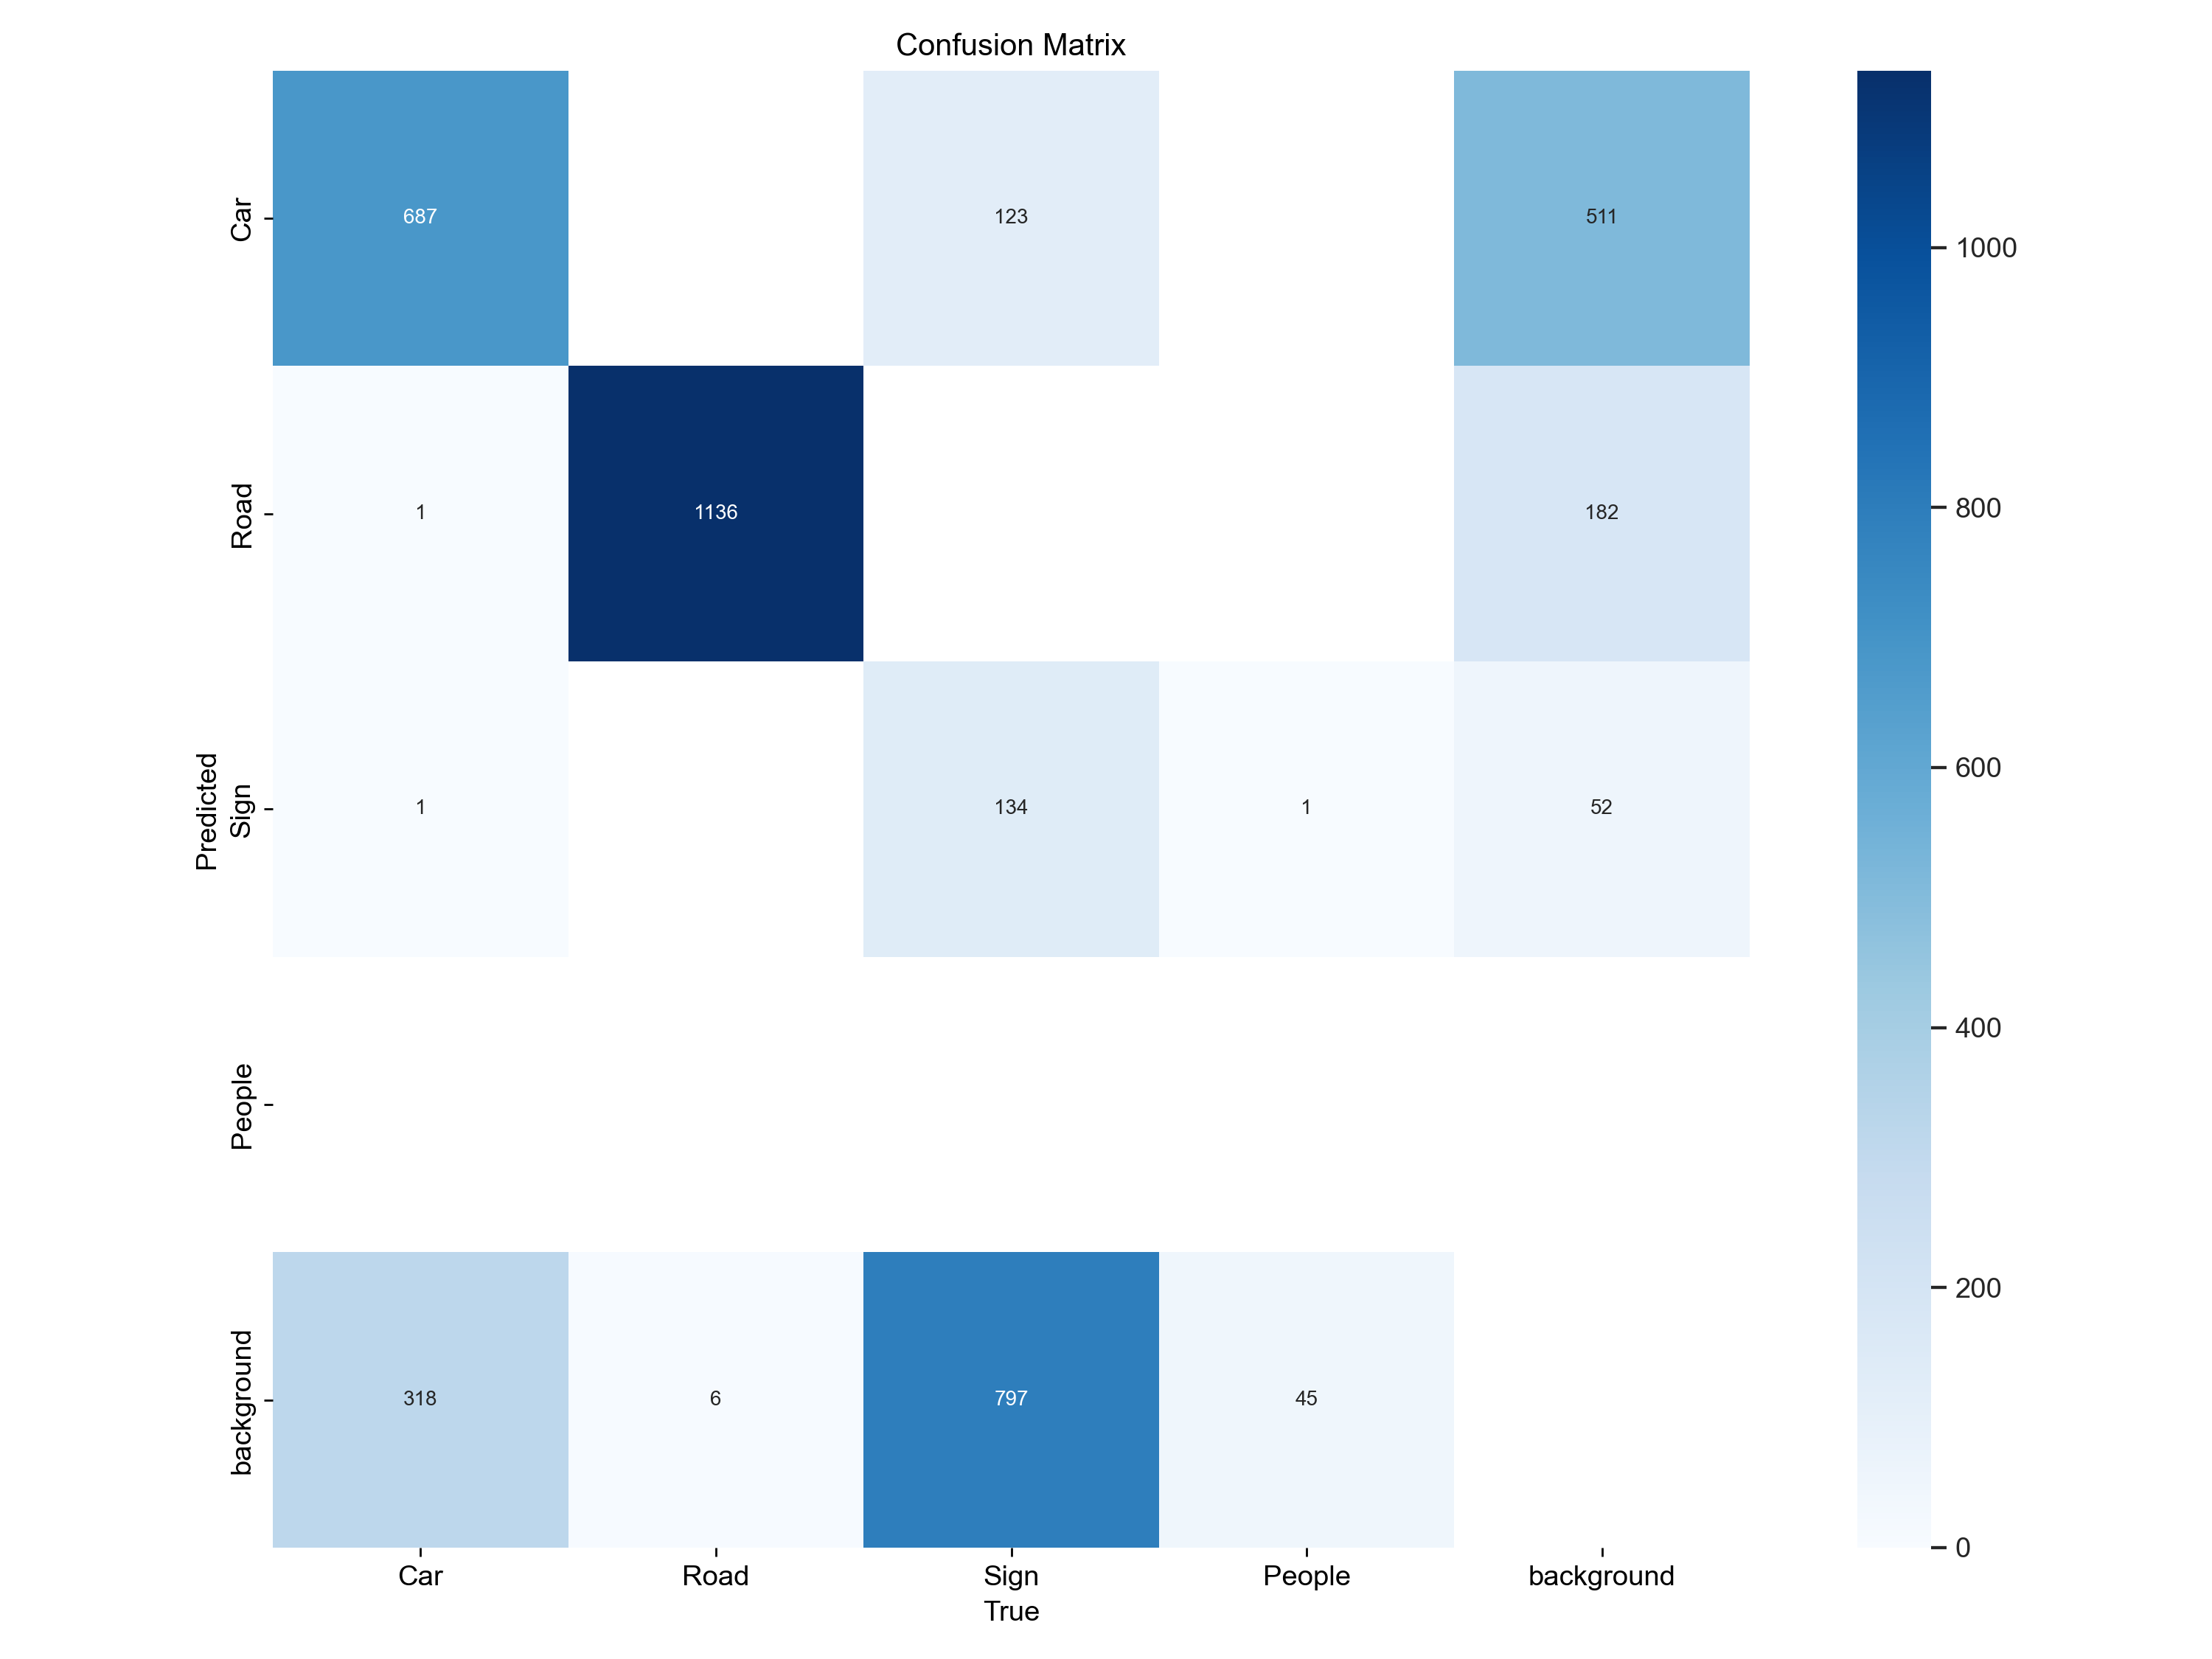 Confusion Matrix
Car
687
123
511
1000
Road
1
1136
182
800
Predicted
Sign
1
134
1
52
600
People
400
background
318
6
797
45
200
0
Car
Road
Sign
People
background
True